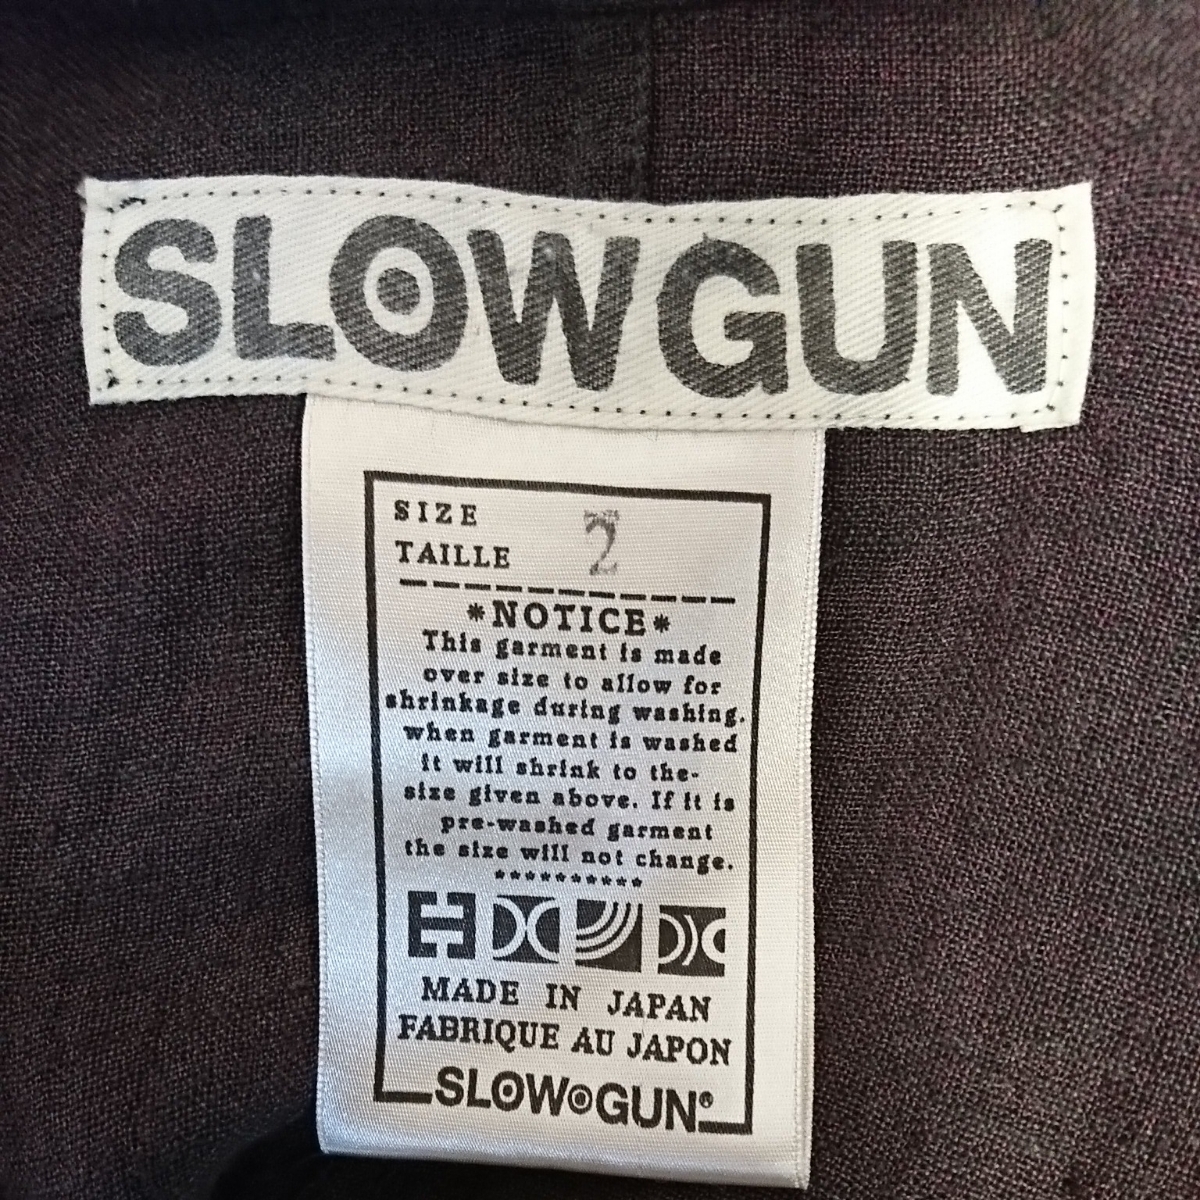 SLOWGUN
SIZE 2
TAILLE
*NOTICE*
This garment is made
over size to allow for
shrinkage during washing.
when garment is washed
it will shrink to the-
size given above. If it is
pre-washed garment
the size will not change.
**********
MADE IN JAPAN
FABRIQUE AU JAPON
SLOW GUN®